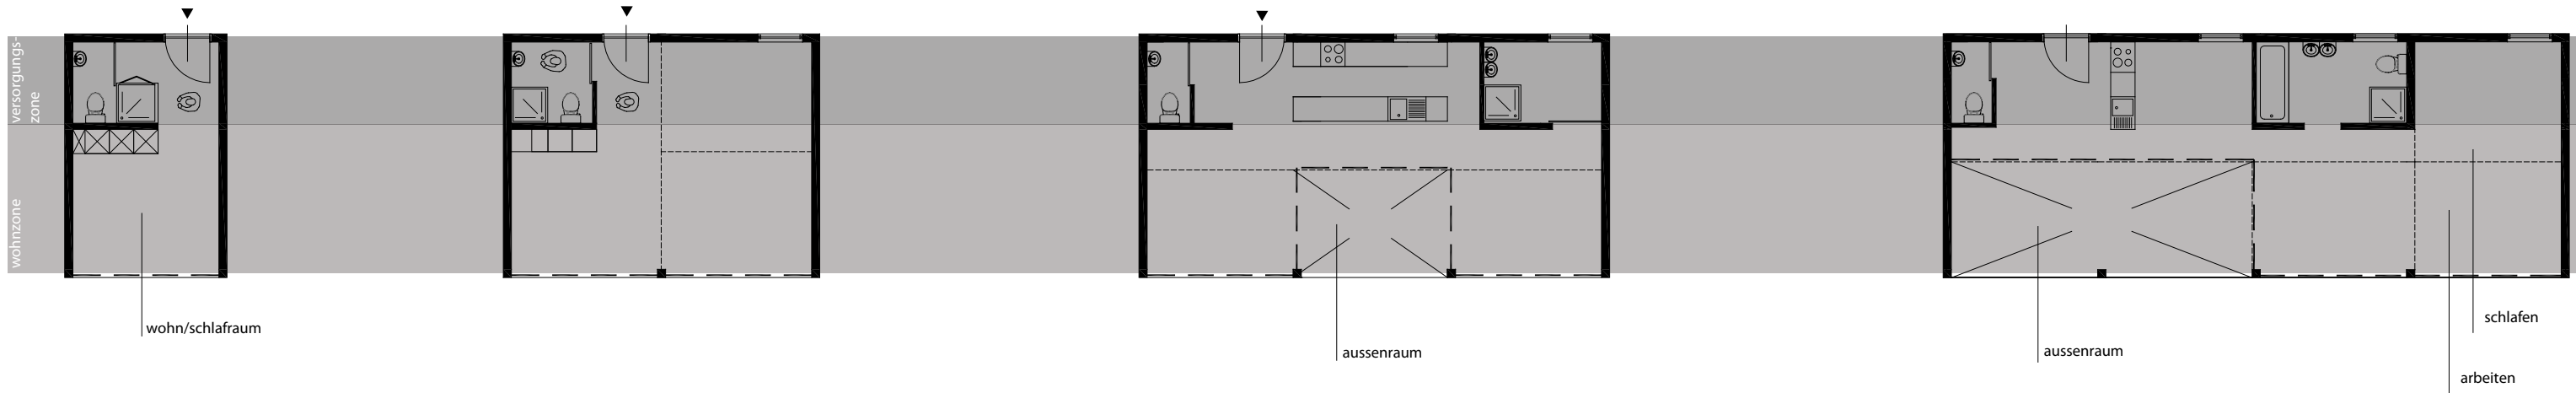 versorgungs-
zone
wohnzone
wohn/schlafraum
aussenraum
aussenraum
schlafen
arbeiten